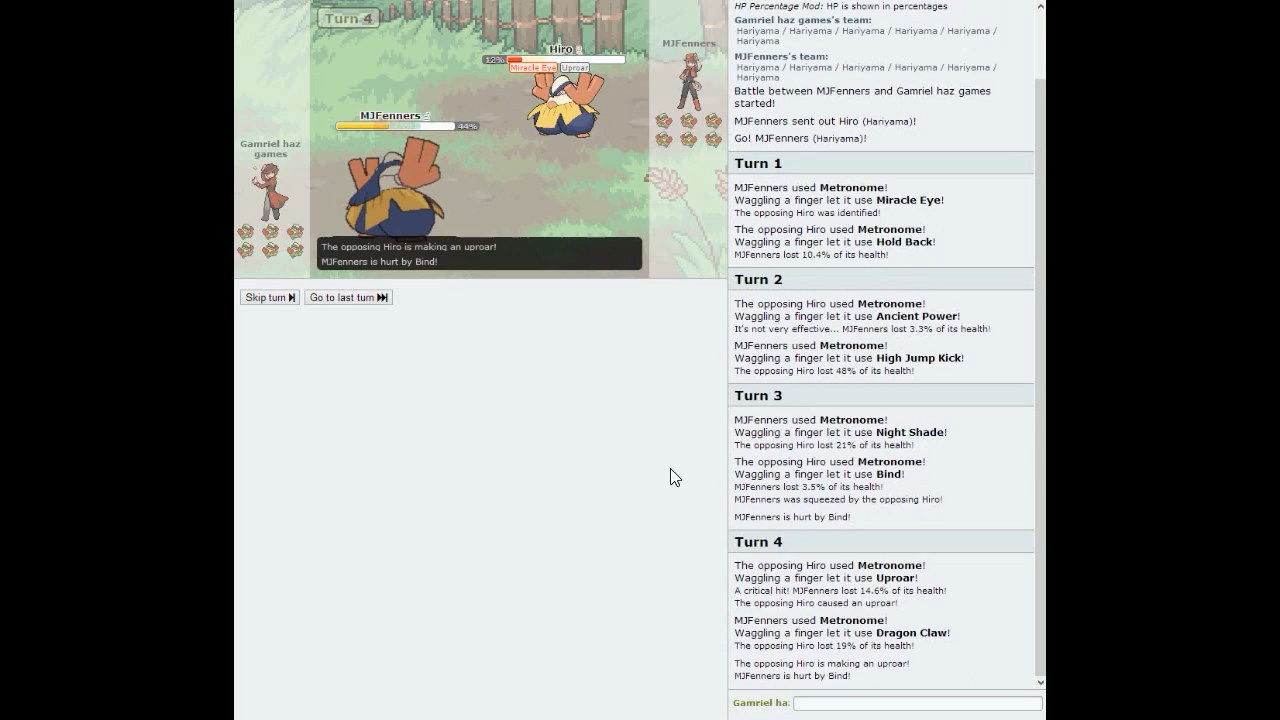 Turn 4
Hiro
12%
Miracle Eye Uproar
MJFenners
MJFenners
44%
Gamriel haz
games
The opposing Hiro is making an uproar!
MJFenners is hurt by Bind!
Skip turn
Go to last turn
HP Percentage Mod: HP is shown in percentages
Gamriel haz games's team:
Hariyama / Hariyama / Hariyama / Hariyama / Hariyama /
Hariyama
MJFenners's team:
Hariyama / Hariyama / Hariyama / Hariyama / Hariyama /
Hariyama
Battle between MJFenners and Gamriel haz games
started!
MJFenners sent out Hiro (Hariyama)!
Go! MJFenners (Hariyama)!
Turn 1
MJFenners used Metronome!
Waggling a finger let it use Miracle Eye!
The opposing Hiro was identified!
The opposing Hiro used Metronome!
Waggling a finger let it use Hold Back!
MJFenners lost 10.4% of its health!
Turn 2
The opposing Hiro used Metronome!
Waggling a finger let it use Ancient Power!
It's not very effective... MJFenners lost 3.3% of its health!
MJFenners used Metronome!
Waggling a finger let it use High Jump Kick!
The opposing Hiro lost 48% of its health!
Turn 3
MJFenners used Metronome!
Waggling a finger let it use Night Shade!
The opposing Hiro lost 21% of its health!
The opposing Hiro used Metronome!
Waggling a finger let it use Bind!
MJFenners lost 3.5% of its health!
MJFenners was squeezed by the opposing Hiro!
MJFenners is hurt by Bind!
Turn 4
The opposing Hiro used Metronome!
Waggling a finger let it use Uproar!
A critical hit! MJFenners lost 14.6% of its health!
The opposing Hiro caused an uproar!
MJFenners used Metronome!
Waggling a finger let it use Dragon Claw!
The opposing Hiro lost 19% of its health!
The opposing Hiro is making an uproar!
MJFenners is hurt by Bind!
Gamriel ha: